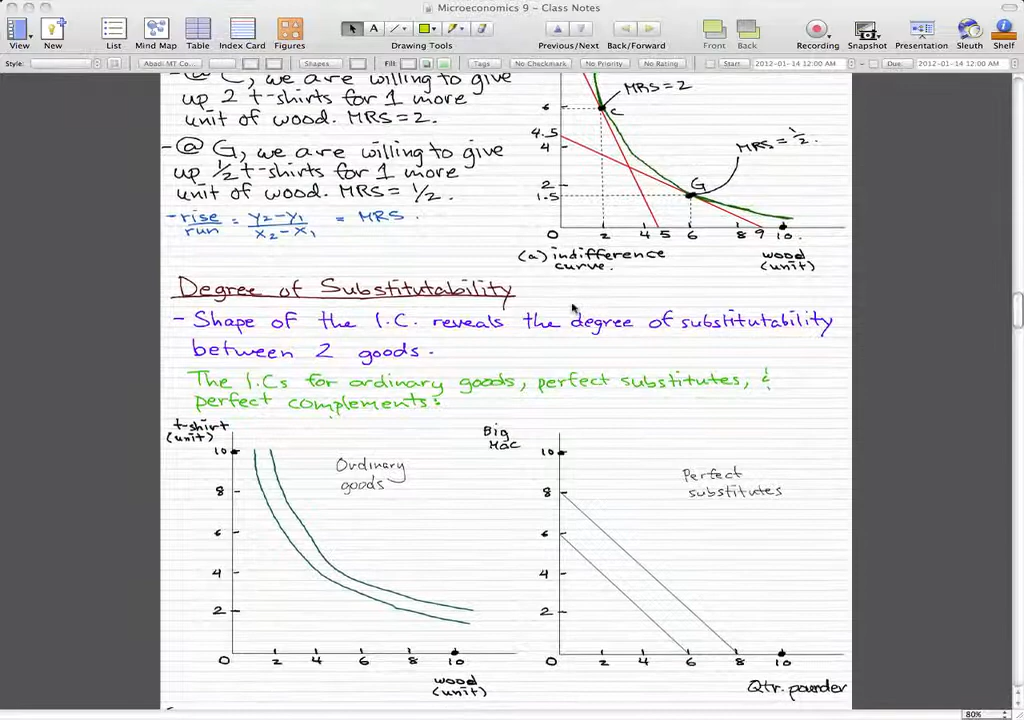 Microeconomics 9 – Class Notes
View New List Mind Map Table Index Card Figures Drawing Tools Previous/Next Back/Forward Front Back Recording Snapshot Presentation Sleuth Shelf
Style: Abadi MT Co... Shapes Fill: Tags No Checkmark No Priority No Rating Start: 2012-01-14 12:00 AM Due: 2012-01-14 12:00 AM
- @ C, we are willing to give
up 2 t-shirts for 1 more
unit of wood. MRS = 2.
- @ G, we are willing to give
up 1/2 t-shirts for 1 more
unit of wood. MRS = 1/2.
- rise/run = y2-y1/x2-x1 = MRS.
MRS = 2
6
C
4.5
4
MRS = 1/2.
G
2
1.5
0 2 4 5 6 8 9 10.
(a) indifference
curve.
wood
(unit)
Degree of Substitutability
- Shape of the I.C. reveals the degree of substitutability
between 2 goods.
The I.Cs for ordinary goods, perfect substitutes, &
perfect complements:
t-shirt
(unit)
10
8
6
4
2
0 2 4 6 8 10
Ordinary
goods
wood
(unit)
Big
Mac
10
8
6
4
2
0 2 4 6 8 10
Perfect
substitutes
Qtr. pounder
80%